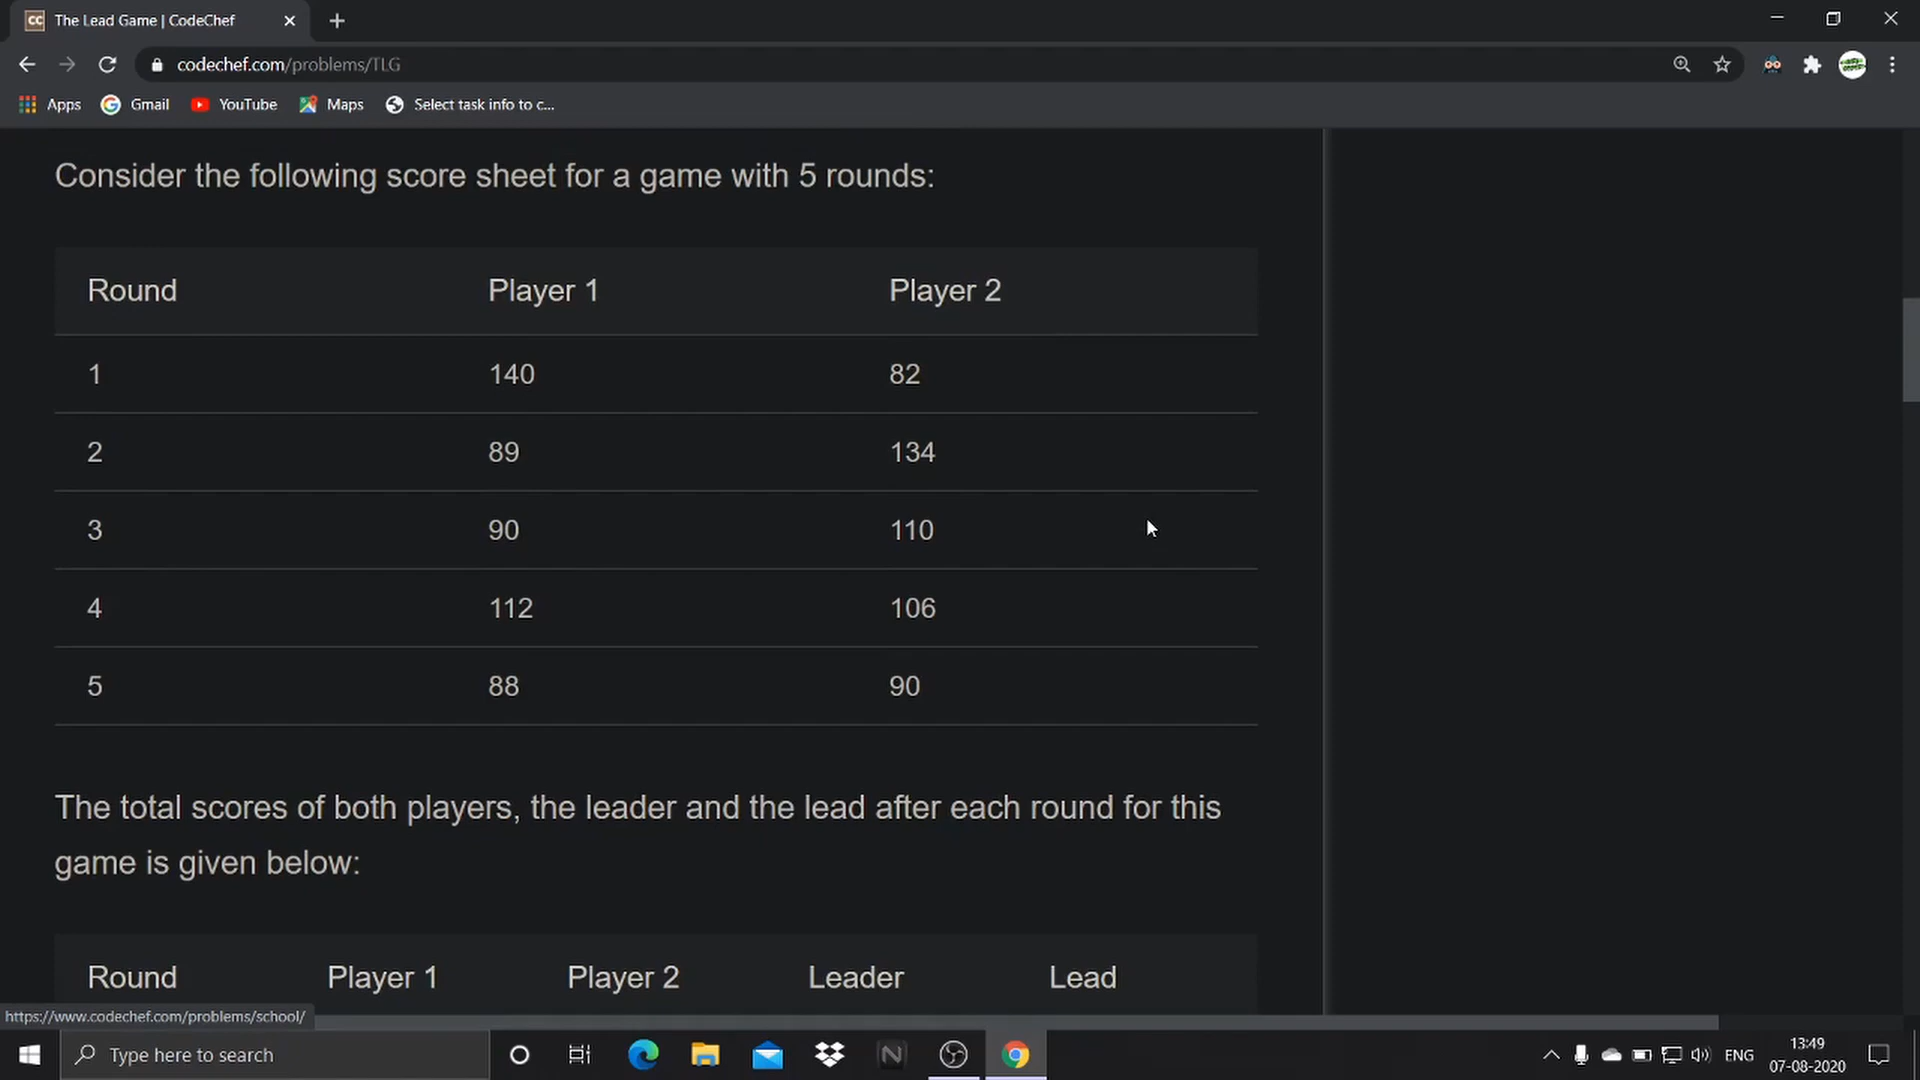 The Lead Game | CodeChef
codechef.com/problems/TLG
Apps Gmail YouTube Maps Select task info to c...
Consider the following score sheet for a game with 5 rounds:
Round Player 1 Player 2
1 140 82
2 89 134
3 90 110
4 112 106
5 88 90
The total scores of both players, the leader and the lead after each round for this
game is given below:
Round Player 1 Player 2 Leader Lead
https://www.codechef.com/problems/school/
Type here to search
ENG
13:49
07-08-2020